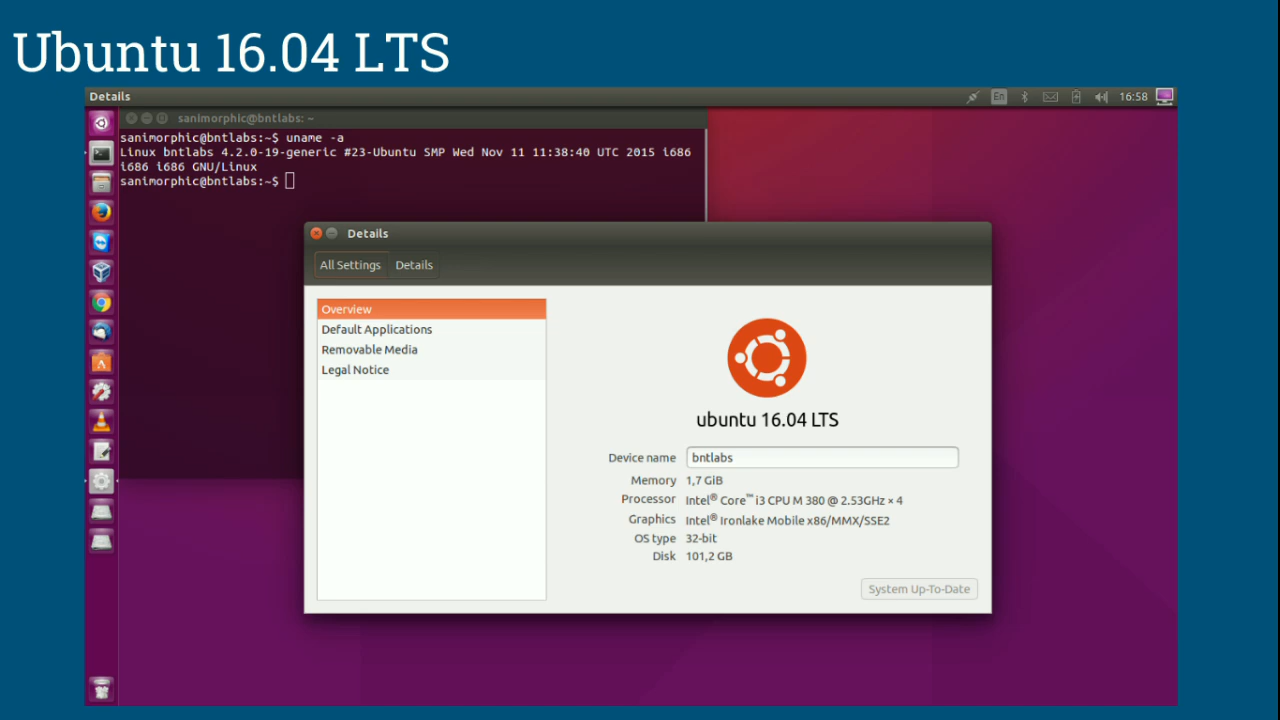 Ubuntu 16.04 LTS
Details
En
16:58
sanimorphic@bntlabs: ~
sanimorphic@bntlabs:~$ uname -a
Linux bntlabs 4.2.0-19-generic #23-Ubuntu SMP Wed Nov 11 11:38:40 UTC 2015 i686
i686 i686 GNU/Linux
sanimorphic@bntlabs:~$
Details
All Settings Details
Overview
Default Applications
Removable Media
Legal Notice
ubuntu 16.04 LTS
Device name bntlabs
Memory 1,7 GiB
Processor Intel® Core™ i3 CPU M 380 @ 2.53GHz × 4
Graphics Intel® Ironlake Mobile x86/MMX/SSE2
OS type 32-bit
Disk 101,2 GB
System Up-To-Date